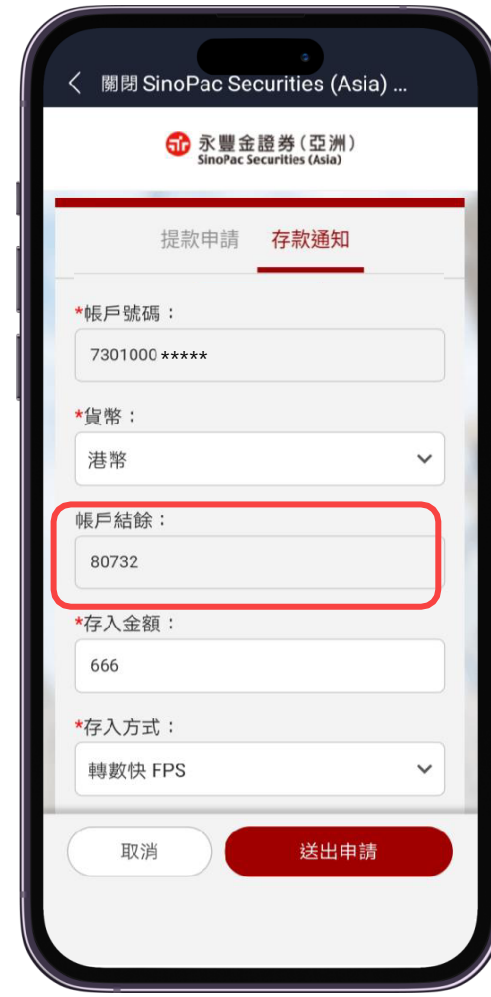 關閉 SinoPac Securities (Asia) ...
永豐金證券(亞洲)
SinoPac Securities (Asia)
提款申請 存款通知
*帳戶號碼：
7301000 *****
*貨幣：
港幣
帳戶結餘：
80732
*存入金額：
666
*存入方式：
轉數快 FPS
取消 送出申請